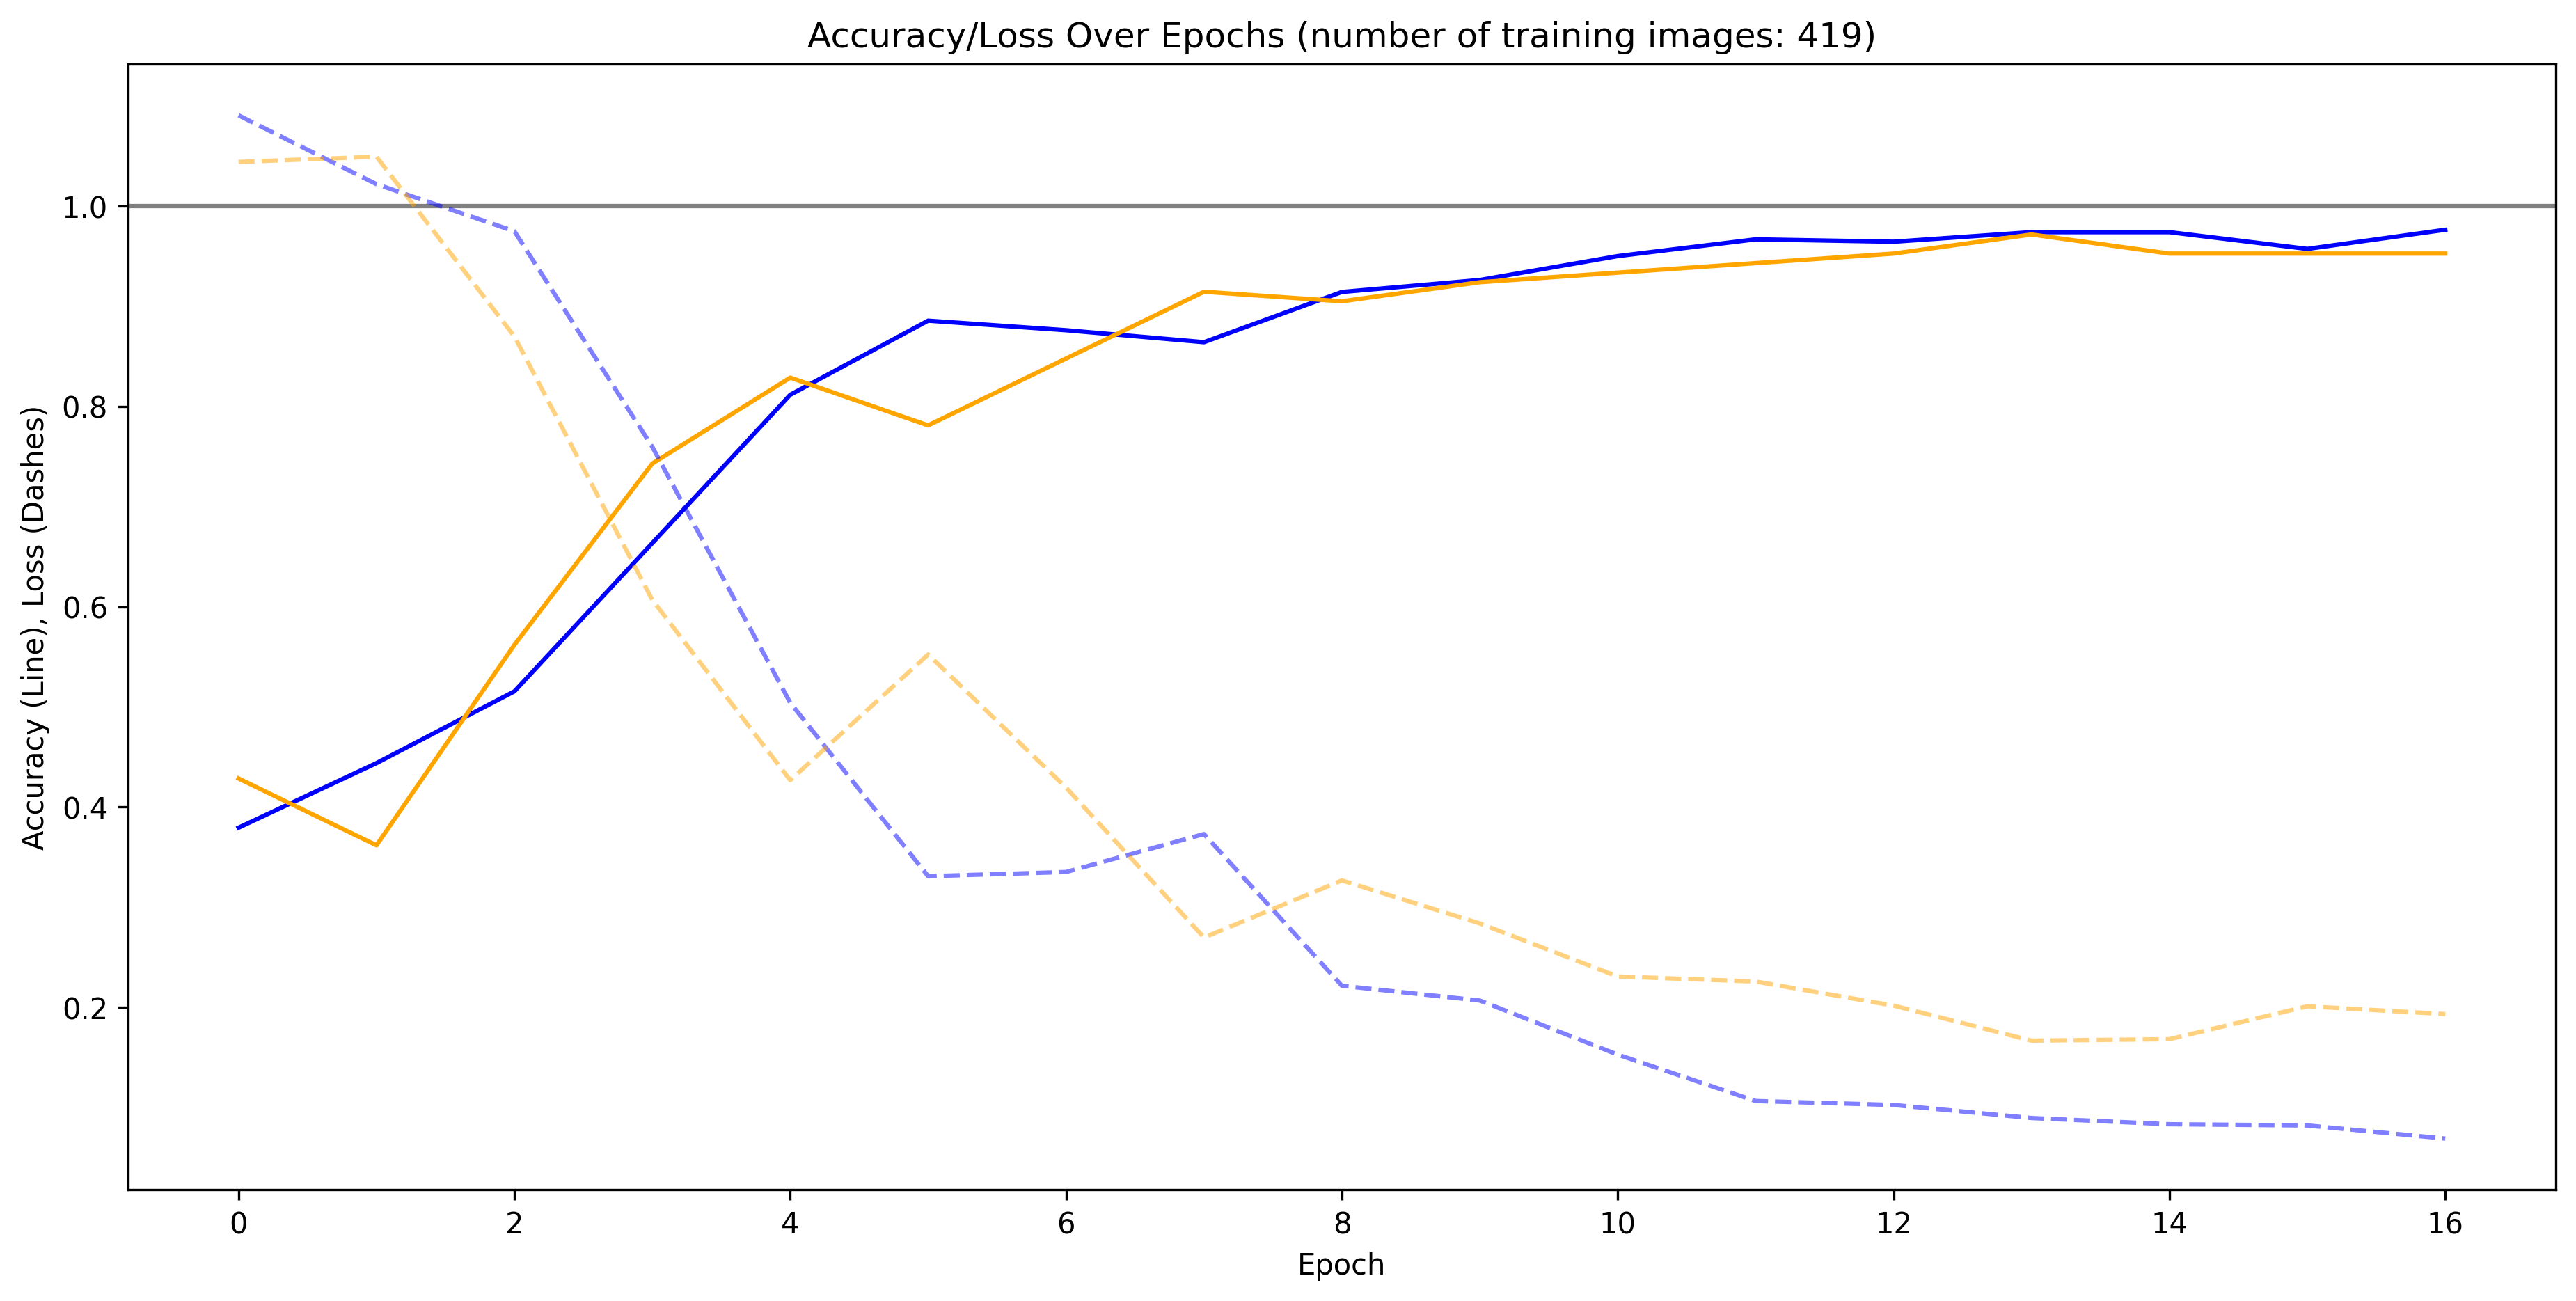 Accuracy/Loss Over Epochs (number of training images: 419)
Accuracy (Line), Loss (Dashes)
1.0
0.8
0.6
0.4
0.2
0 2 4 6 8 10 12 14 16
Epoch